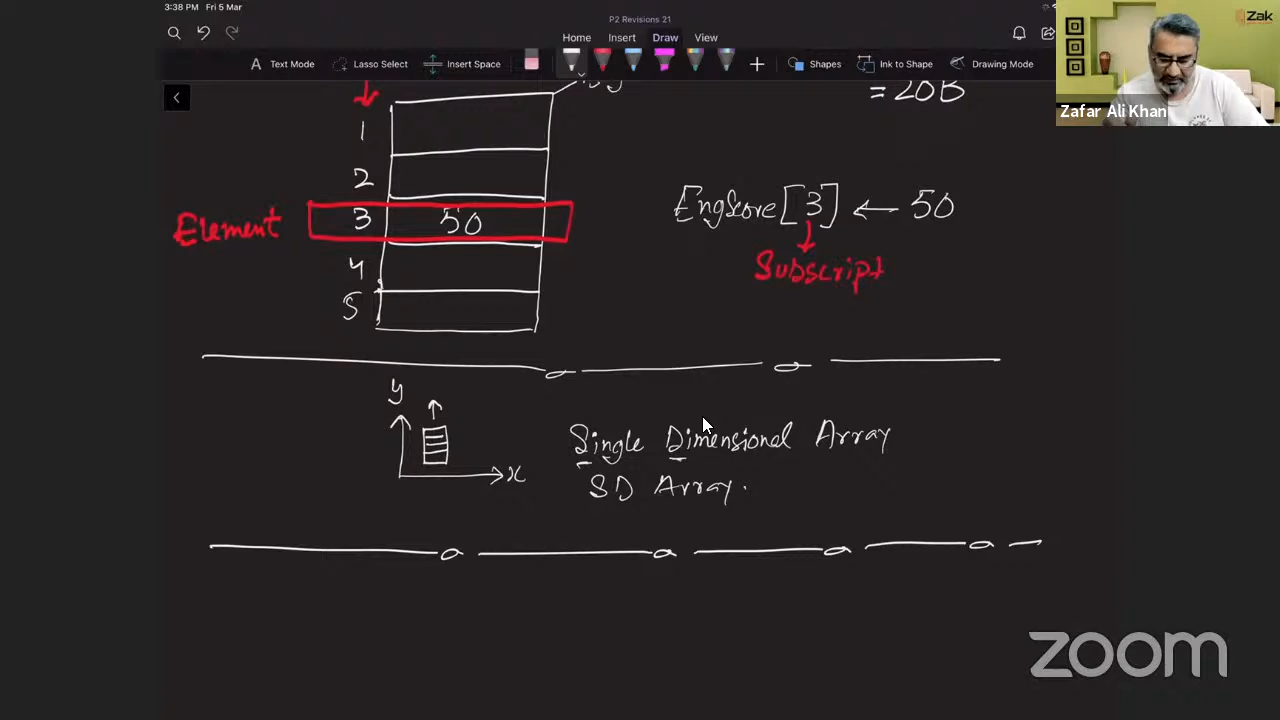 3:38 PM Fri 5 Mar
P2 Revisions 21
Zak
Home Insert Draw View
Text Mode Lasso Select Insert Space Shapes Ink to Shape Drawing Mode
= 20B
Zafar Ali Khan
1
2
Element 3 50
EngScore[3] ← 50
Subscript
4
5
y
x
Single Dimensional Array
SD Array.
zoom